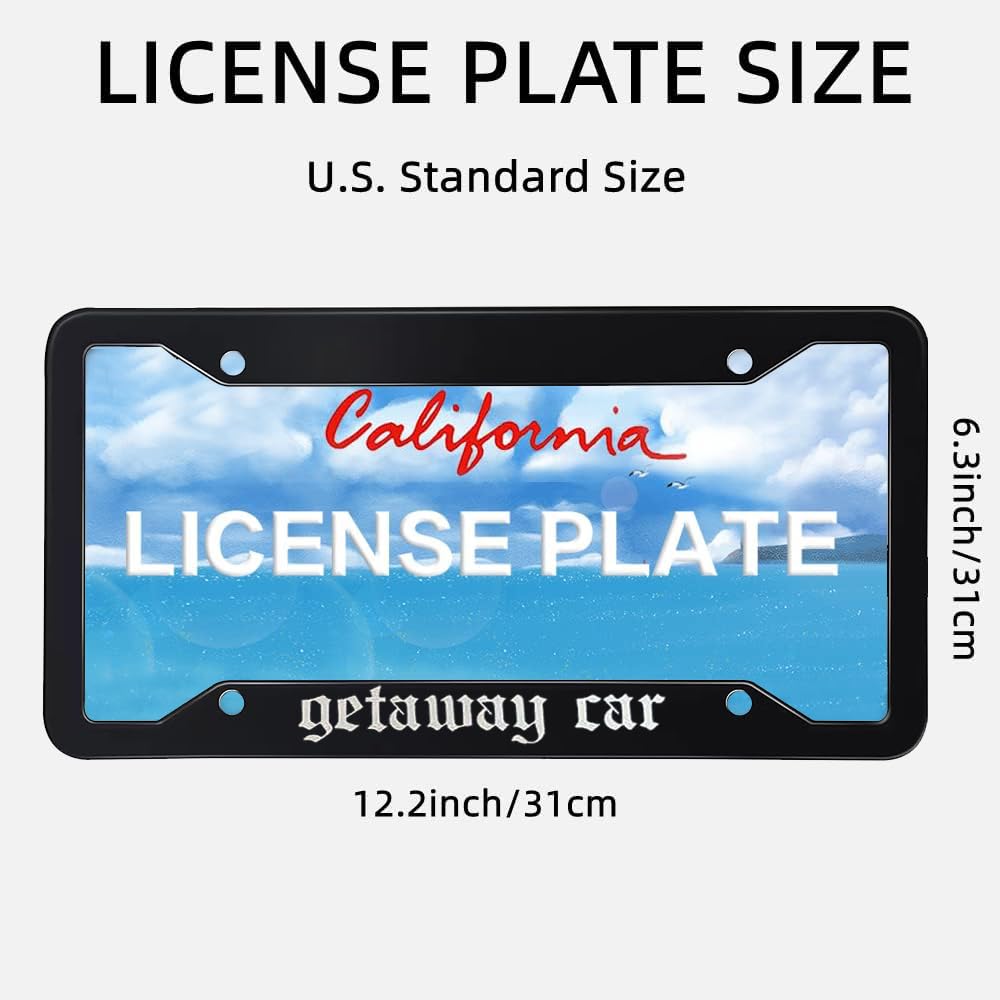 LICENSE PLATE SIZE
U.S. Standard Size
California
LICENSE PLATE
getaway car
6.3inch/31cm
12.2inch/31cm